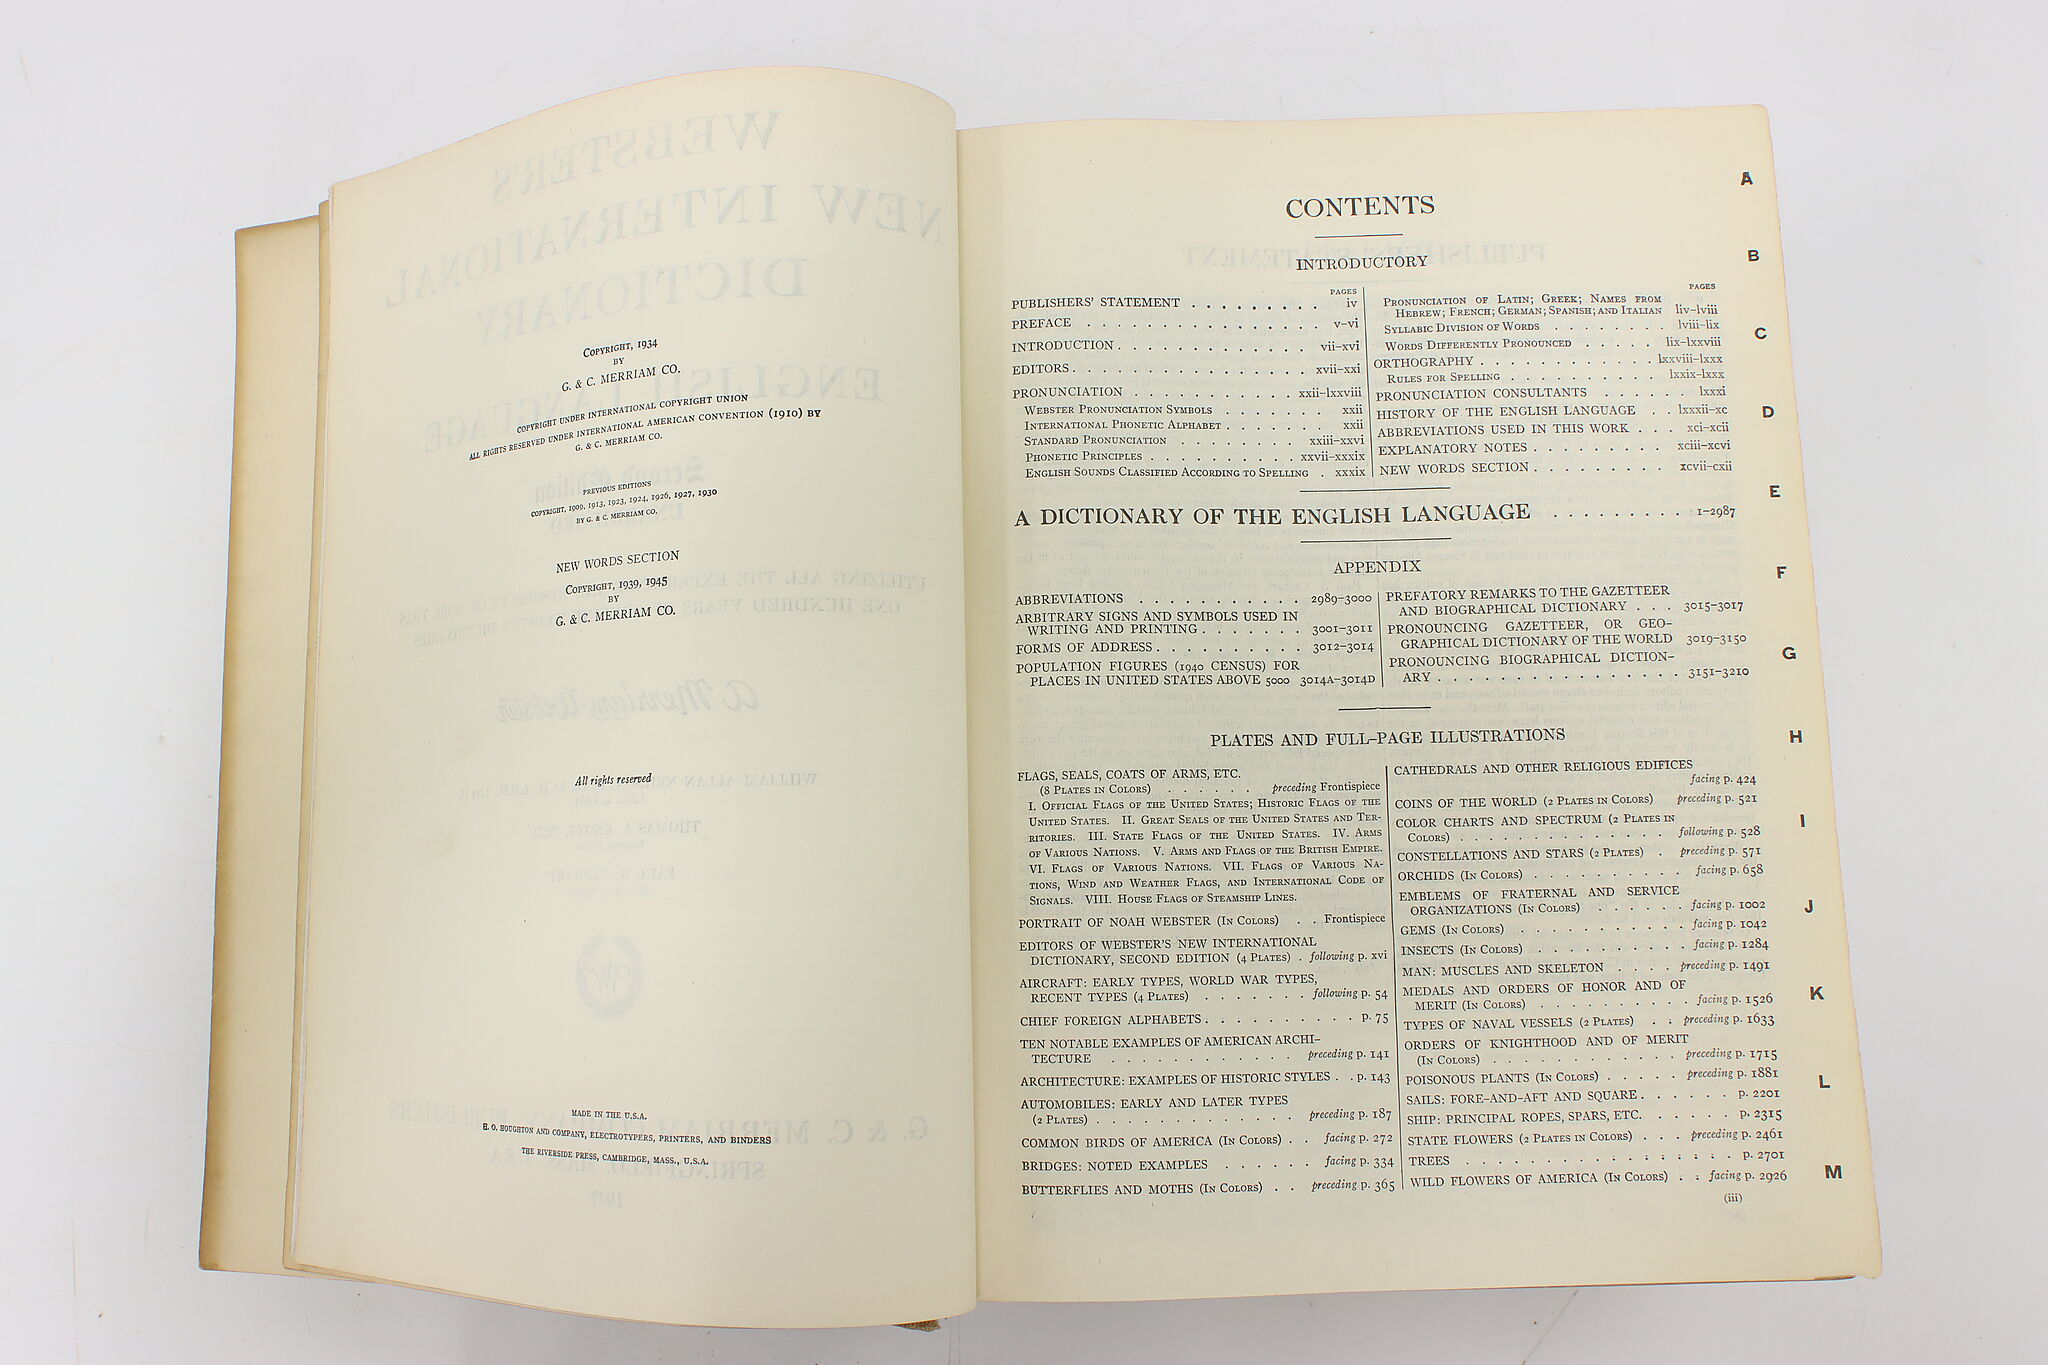 COPYRIGHT, 1934
BY
G. & C. MERRIAM CO.
COPYRIGHT UNDER INTERNATIONAL COPYRIGHT UNION
ALL RIGHTS RESERVED UNDER INTERNATIONAL AMERICAN CONVENTION (1910) BY
G. & C. MERRIAM CO.
PREVIOUS EDITIONS
COPYRIGHT, 1909, 1913, 1923, 1924, 1926, 1927, 1930
BY G. & C. MERRIAM CO.
NEW WORDS SECTION
COPYRIGHT, 1939, 1945
BY
G. & C. MERRIAM CO.
All rights reserved
MADE IN THE U.S.A.
H. O. HOUGHTON AND COMPANY, ELECTROTYPERS, PRINTERS, AND BINDERS
THE RIVERSIDE PRESS, CAMBRIDGE, MASS., U.S.A.
CONTENTS
INTRODUCTORY
PAGES
PUBLISHERS' STATEMENT . . . . . . . . iv
PREFACE . . . . . . . . . . . . . . . v–vi
INTRODUCTION . . . . . . . . . . . . . vii–xvi
EDITORS . . . . . . . . . . . . . . . xvii–xxi
PRONUNCIATION . . . . . . . . . . . xxii–lxxviii
WEBSTER PRONUNCIATION SYMBOLS . . . . . . . xxii
INTERNATIONAL PHONETIC ALPHABET . . . . . . . xxii
STANDARD PRONUNCIATION . . . . . . . . xxiii–xxvi
PHONETIC PRINCIPLES . . . . . . . . . xxvii–xxxix
ENGLISH SOUNDS CLASSIFIED ACCORDING TO SPELLING . xxxix
PAGES
PRONUNCIATION OF LATIN; GREEK; NAMES FROM
HEBREW; FRENCH; GERMAN; SPANISH; AND ITALIAN liv–lviii
SYLLABIC DIVISION OF WORDS . . . . . . . . lviii–lix
WORDS DIFFERENTLY PRONOUNCED . . . . . lix–lxxviii
ORTHOGRAPHY . . . . . . . . . . . lxxviii–lxxx
RULES FOR SPELLING . . . . . . . . . . lxxix–lxxx
PRONUNCIATION CONSULTANTS . . . . . . lxxxi
HISTORY OF THE ENGLISH LANGUAGE . . lxxxii–xc
ABBREVIATIONS USED IN THIS WORK . . . xci–xcii
EXPLANATORY NOTES . . . . . . . . . xciii–xcvi
NEW WORDS SECTION . . . . . . . . . xcvii–cxii
A DICTIONARY OF THE ENGLISH LANGUAGE . . . . . . . . . 1–2987
APPENDIX
ABBREVIATIONS . . . . . . . . . . . 2989–3000
ARBITRARY SIGNS AND SYMBOLS USED IN
WRITING AND PRINTING . . . . . . . 3001–3011
FORMS OF ADDRESS . . . . . . . . . . 3012–3014
POPULATION FIGURES (1940 CENSUS) FOR
PLACES IN UNITED STATES ABOVE 5000 3014A–3014D
PREFATORY REMARKS TO THE GAZETTEER
AND BIOGRAPHICAL DICTIONARY . . . 3015–3017
PRONOUNCING GAZETTEER, OR GEO-
GRAPHICAL DICTIONARY OF THE WORLD 3019–3150
PRONOUNCING BIOGRAPHICAL DICTION-
ARY . . . . . . . . . . . . . . . . 3151–3210
PLATES AND FULL-PAGE ILLUSTRATIONS
FLAGS, SEALS, COATS OF ARMS, ETC.
(8 PLATES IN COLORS) . . . . . . preceding Frontispiece
I. OFFICIAL FLAGS OF THE UNITED STATES; HISTORIC FLAGS OF THE
UNITED STATES. II. GREAT SEALS OF THE UNITED STATES AND TER-
RITORIES. III. STATE FLAGS OF THE UNITED STATES. IV. ARMS
OF VARIOUS NATIONS. V. ARMS AND FLAGS OF THE BRITISH EMPIRE.
VI. FLAGS OF VARIOUS NATIONS. VII. FLAGS OF VARIOUS NA-
TIONS, WIND AND WEATHER FLAGS, AND INTERNATIONAL CODE OF
SIGNALS. VIII. HOUSE FLAGS OF STEAMSHIP LINES.
PORTRAIT OF NOAH WEBSTER (IN COLORS) . . Frontispiece
EDITORS OF WEBSTER'S NEW INTERNATIONAL
DICTIONARY, SECOND EDITION (4 PLATES) . following p. xvi
AIRCRAFT: EARLY TYPES, WORLD WAR TYPES,
RECENT TYPES (4 PLATES) . . . . . . . following p. 54
CHIEF FOREIGN ALPHABETS . . . . . . . . . . p. 75
TEN NOTABLE EXAMPLES OF AMERICAN ARCHI-
TECTURE . . . . . . . . . . . . preceding p. 141
ARCHITECTURE: EXAMPLES OF HISTORIC STYLES . . p. 143
AUTOMOBILES: EARLY AND LATER TYPES
(2 PLATES) . . . . . . . . . . . . . preceding p. 187
COMMON BIRDS OF AMERICA (IN COLORS) . . facing p. 272
BRIDGES: NOTED EXAMPLES . . . . . . facing p. 334
BUTTERFLIES AND MOTHS (IN COLORS) . . preceding p. 365
CATHEDRALS AND OTHER RELIGIOUS EDIFICES
facing p. 424
COINS OF THE WORLD (2 PLATES IN COLORS) preceding p. 521
COLOR CHARTS AND SPECTRUM (2 PLATES IN
COLORS) . . . . . . . . . . . . . following p. 528
CONSTELLATIONS AND STARS (2 PLATES) . preceding p. 571
ORCHIDS (IN COLORS) . . . . . . . . . . facing p. 658
EMBLEMS OF FRATERNAL AND SERVICE
ORGANIZATIONS (IN COLORS) . . . . . . facing p. 1002
GEMS (IN COLORS) . . . . . . . . . . . facing p. 1042
INSECTS (IN COLORS) . . . . . . . . . facing p. 1284
MAN: MUSCLES AND SKELETON . . . . preceding p. 1491
MEDALS AND ORDERS OF HONOR AND OF
MERIT (IN COLORS) . . . . . . . . . . facing p. 1526
TYPES OF NAVAL VESSELS (2 PLATES) . . preceding p. 1633
ORDERS OF KNIGHTHOOD AND OF MERIT
(IN COLORS) . . . . . . . . . . . . preceding p. 1715
POISONOUS PLANTS (IN COLORS) . . . . . preceding p. 1881
SAILS: FORE-AND-AFT AND SQUARE . . . . . . p. 2201
SHIP: PRINCIPAL ROPES, SPARS, ETC. . . . . . p. 2315
STATE FLOWERS (2 PLATES IN COLORS) . . . preceding p. 2461
TREES . . . . . . . . . . . . . . . . . p. 2701
WILD FLOWERS OF AMERICA (IN COLORS) . . facing p. 2926
(iii)
A
B
C
D
E
F
G
H
I
J
K
L
M